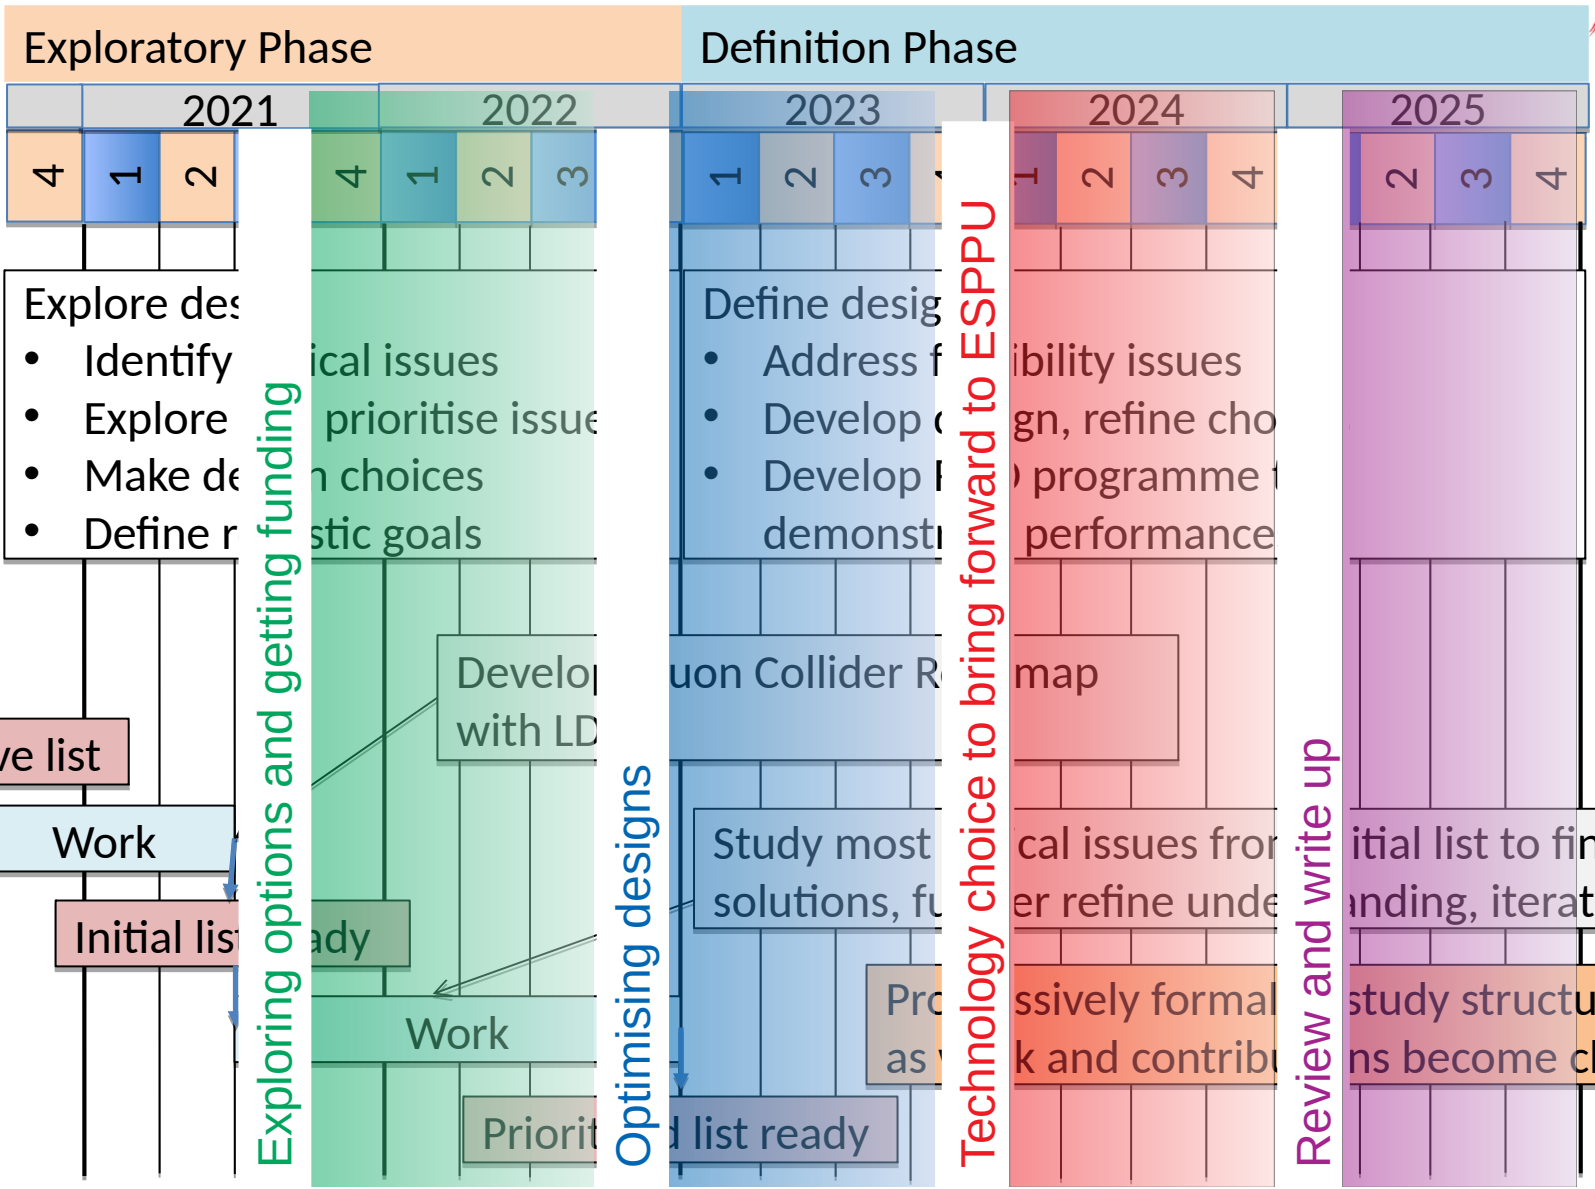 Exploratory Phase
Definition Phase
2021 2022 2023 2024 2025
4 1 2 4 1 2 3 1 2 3 1 2 3 4 2 3 4
Explore des
• Identify ical issues
• Explore prioritise issue
• Make de n choices
• Define r stic goals
Define desig
• Address f ibility issues
• Develop gn, refine cho
• Develop programme t
demonstr performance
Exploring options and getting funding
Optimising designs
Technology choice to bring forward to ESPPU
Review and write up
Develop uon Collider R map
with LD
ve list
Work
Study most cal issues from itial list to fin
solutions, fu er refine unde anding, iterat
Initial list ady
Pro ssively formal study structu
as w k and contribu ns become cl
Work
Priorit d list ready